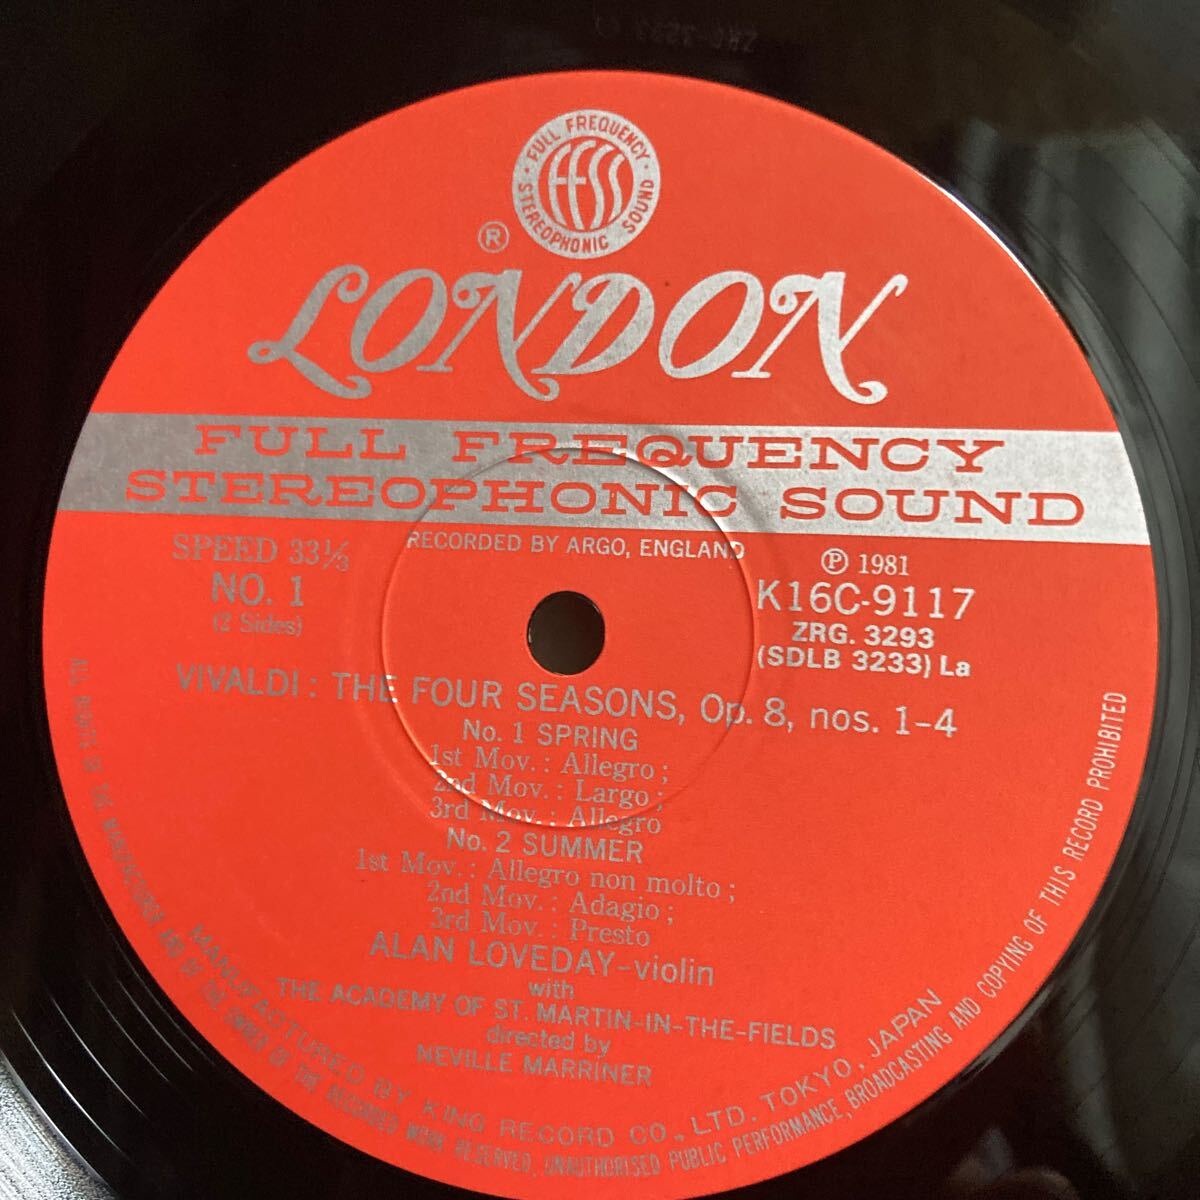 FULL FREQUENCY
FFSS
STEREOPHONIC SOUND
®
LONDON
FULL FREQUENCY
STEREOPHONIC SOUND
RECORDED BY ARGO, ENGLAND
SPEED 33⅓
NO. 1
(2 Sides)
℗ 1981
K16C-9117
ZRG. 3293
(SDLB 3233) La
VIVALDI : THE FOUR SEASONS, Op. 8, nos. 1-4
No. 1 SPRING
1st Mov. : Allegro ;
2nd Mov. : Largo ;
3rd Mov. : Allegro
No. 2 SUMMER
1st Mov. : Allegro non molto ;
2nd Mov. : Adagio ;
3rd Mov. : Presto
ALAN LOVEDAY-violin
with
THE ACADEMY OF ST. MARTIN-IN-THE-FIELDS
directed by
NEVILLE MARRINER
MANUFACTURED BY KING RECORD CO., LTD. TOKYO, JAPAN
ALL RIGHTS OF THE MANUFACTURER AND OF THE OWNER OF THE RECORDED WORK RESERVED, UNAUTHORISED PUBLIC PERFORMANCE, BROADCASTING AND COPYING OF THIS RECORD PROHIBITED